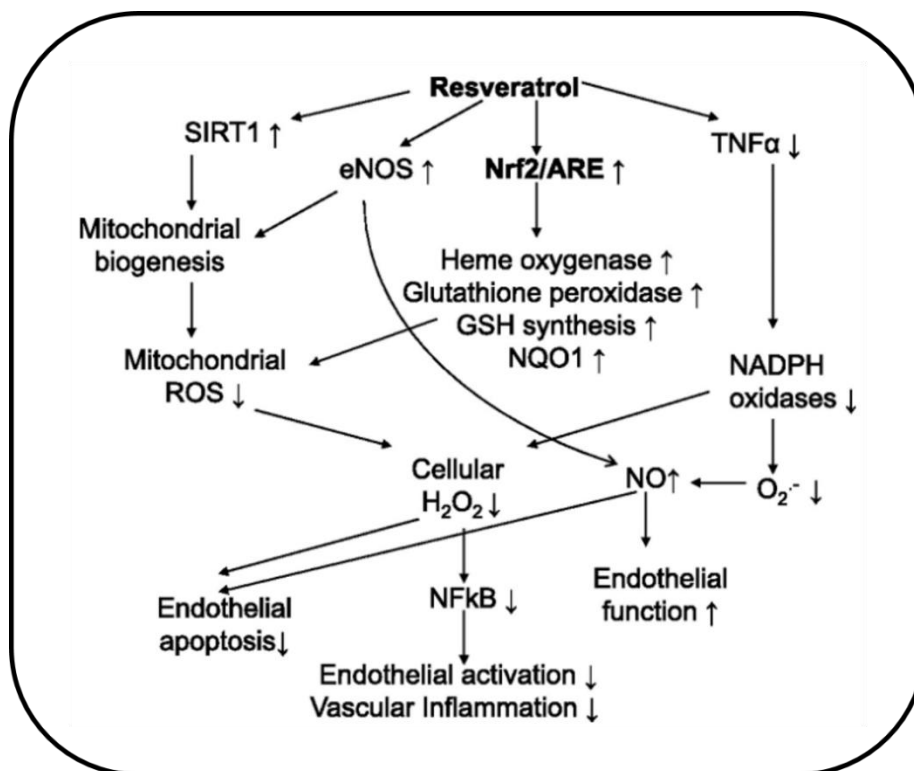 Resveratrol
SIRT1 ↑
eNOS ↑
Nrf2/ARE ↑
TNFα ↓
Mitochondrial
biogenesis
Heme oxygenase ↑
Glutathione peroxidase ↑
GSH synthesis ↑
NQO1 ↑
Mitochondrial
ROS ↓
NADPH
oxidases ↓
Cellular
H₂O₂ ↓
NO↑
O₂·⁻ ↓
Endothelial
apoptosis↓
NFkB ↓
Endothelial
function ↑
Endothelial activation ↓
Vascular Inflammation ↓